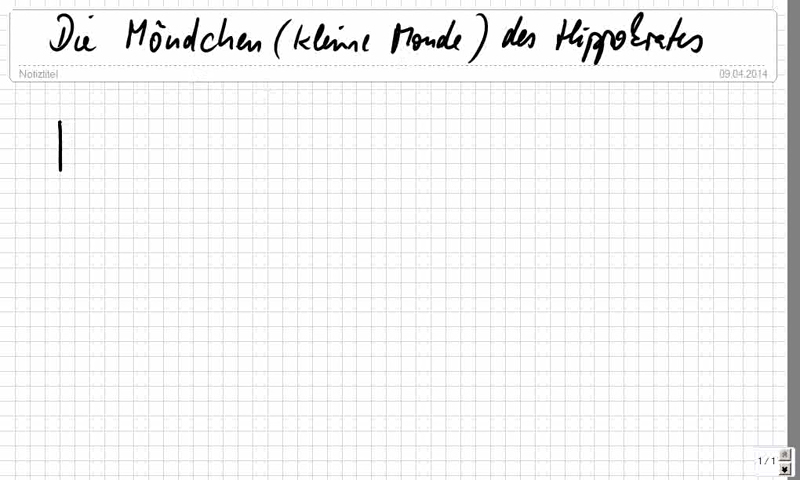 Die Möndchen (kleine Monde) des Hippokrates
Notiztitel
09.04.2014
1/1